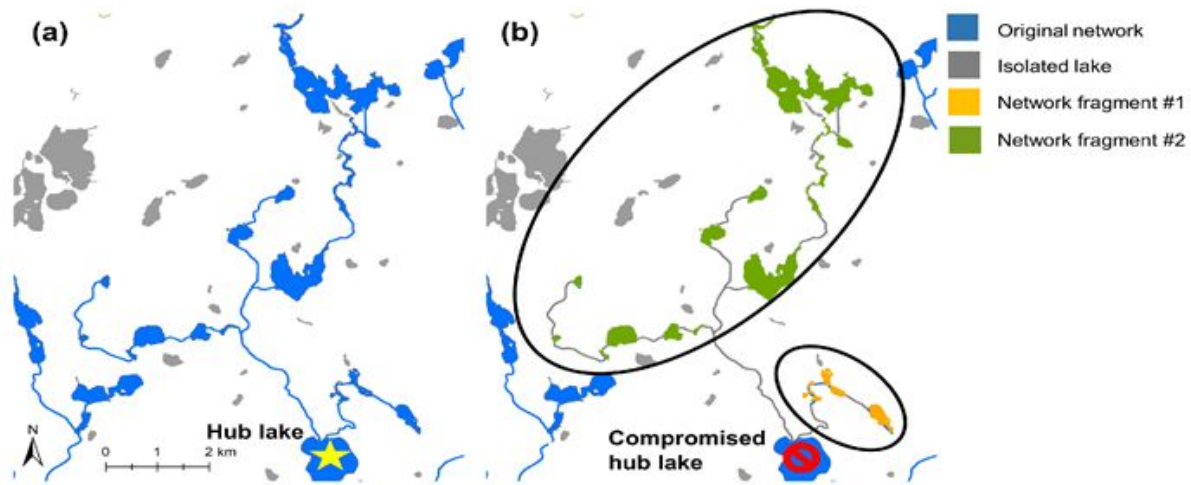 (a)
(b)
Original network
Isolated lake
Network fragment #1
Network fragment #2
Hub lake
Compromised
hub lake
N
0 1 2 km